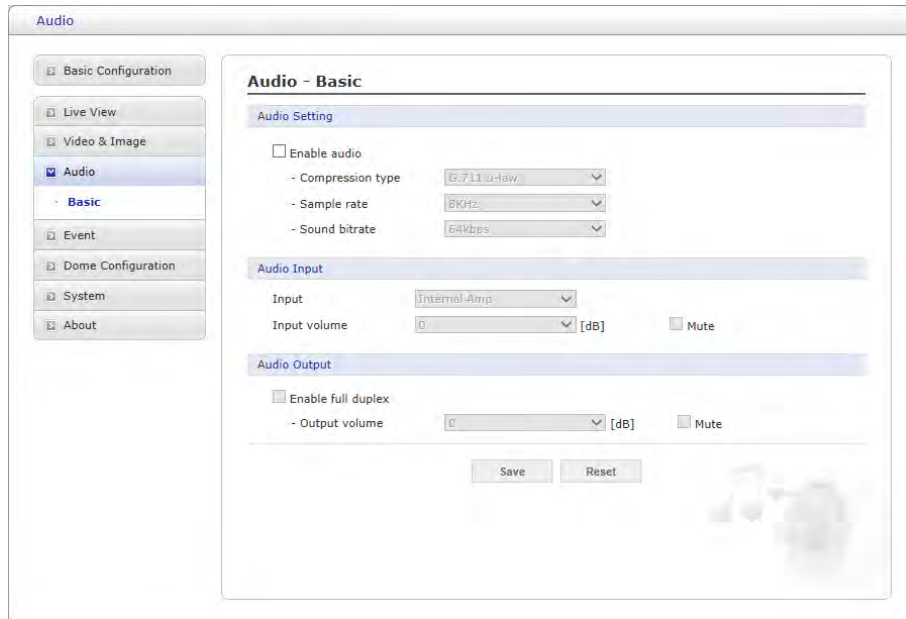 Audio
Basic Configuration
Live View
Video & Image
Audio
Basic
Event
Dome Configuration
System
About
Audio - Basic
Audio Setting
Enable audio
- Compression type G.711 u-law
- Sample rate 8KHz
- Sound bitrate 64kbps
Audio Input
Input Internal Amp
Input volume 0 [dB] Mute
Audio Output
Enable full duplex
- Output volume 0 [dB] Mute
Save Reset